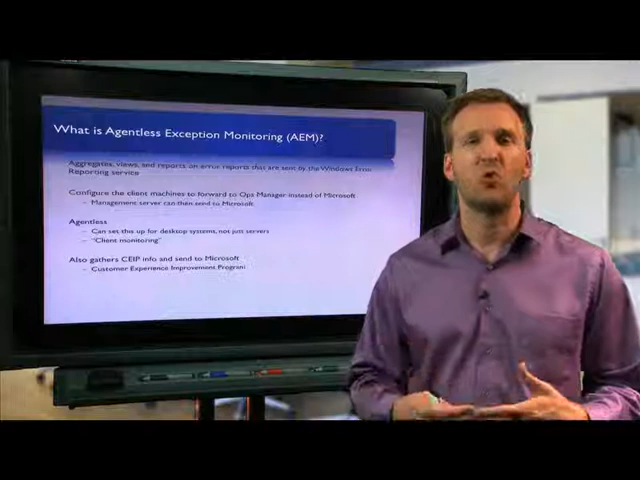 What is Agentless Exception Monitoring (AEM)?
Aggregates, views, and reports on error reports that are sent by the Windows Error
Reporting service
Configure the client machines to forward to Ops Manager instead of Microsoft
– Management server can then send to Microsoft.
Agentless
– Can set this up for desktop systems, not just servers
– "Client monitoring"
Also gathers CEIP info and send to Microsoft
– Customer Experience Improvement Program